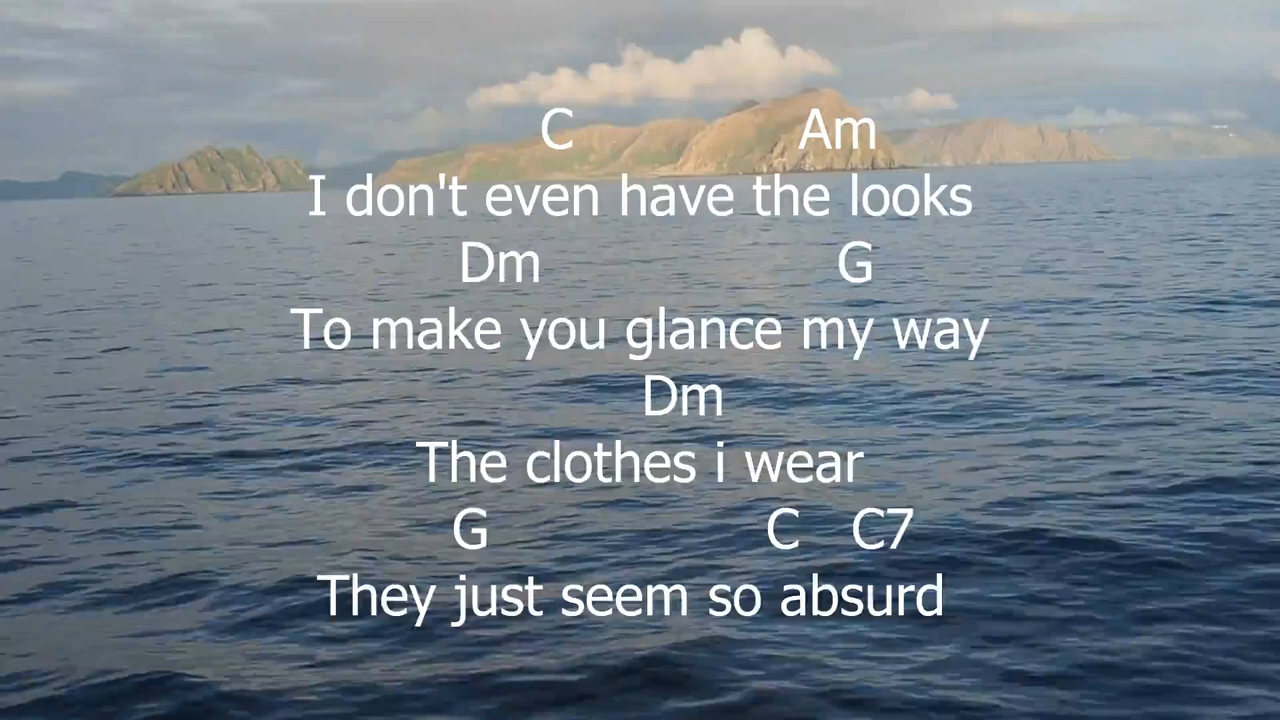 C Am
I don't even have the looks
Dm G
To make you glance my way
Dm
The clothes i wear
G C C7
They just seem so absurd